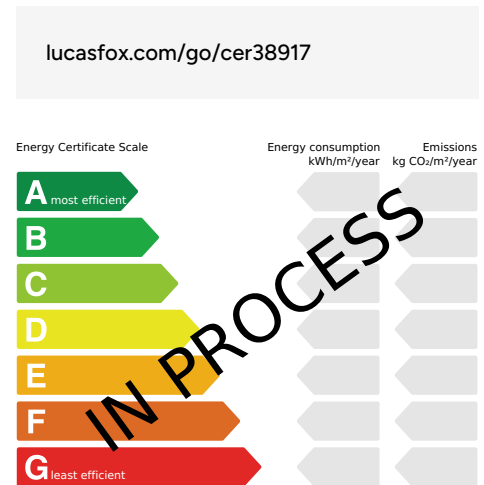 lucasfox.com/go/cer38917
Energy Certificate Scale
Energy consumption
kWh/m²/year
Emissions
kg CO₂/m²/year
A most efficient
B
C
D
E
F
G least efficient
IN PROCESS